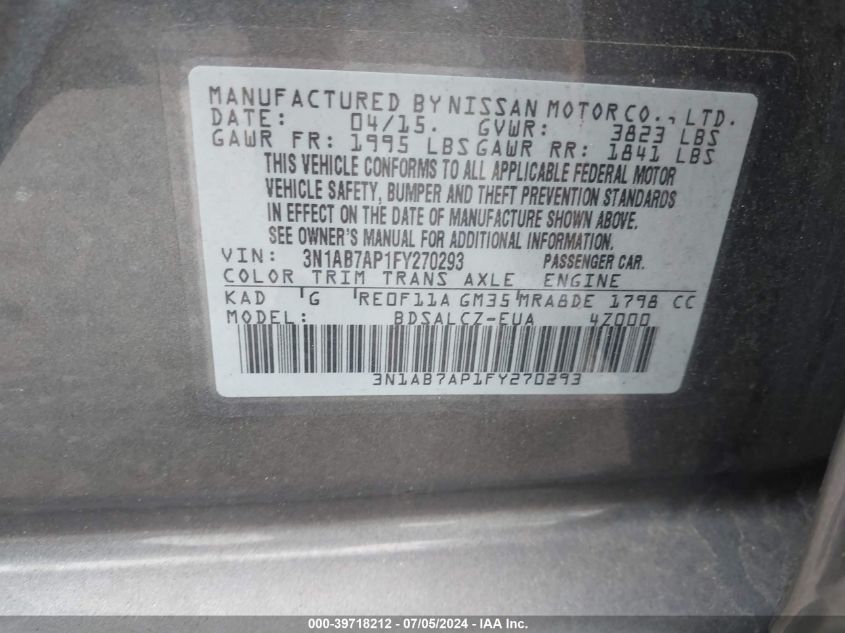 MANUFACTURED BY NISSAN MOTOR CO., LTD.
DATE: 04/15. GVWR: 3823 LBS
GAWR FR: 1995 LBS GAWR RR: 1841 LBS
THIS VEHICLE CONFORMS TO ALL APPLICABLE FEDERAL MOTOR
VEHICLE SAFETY, BUMPER AND THEFT PREVENTION STANDARDS
IN EFFECT ON THE DATE OF MANUFACTURE SHOWN ABOVE.
SEE OWNER'S MANUAL FOR ADDITIONAL INFORMATION.
VIN: 3N1AB7AP1FY270293 PASSENGER CAR.
COLOR TRIM TRANS AXLE ENGINE
KAD G RE0F11A GM35 MRA8DE 1798 CC
MODEL: BDSALCZ-EUA 4Z000
3N1AB7AP1FY270293
000-39718212 - 07/05/2024 - IAAI, Inc.